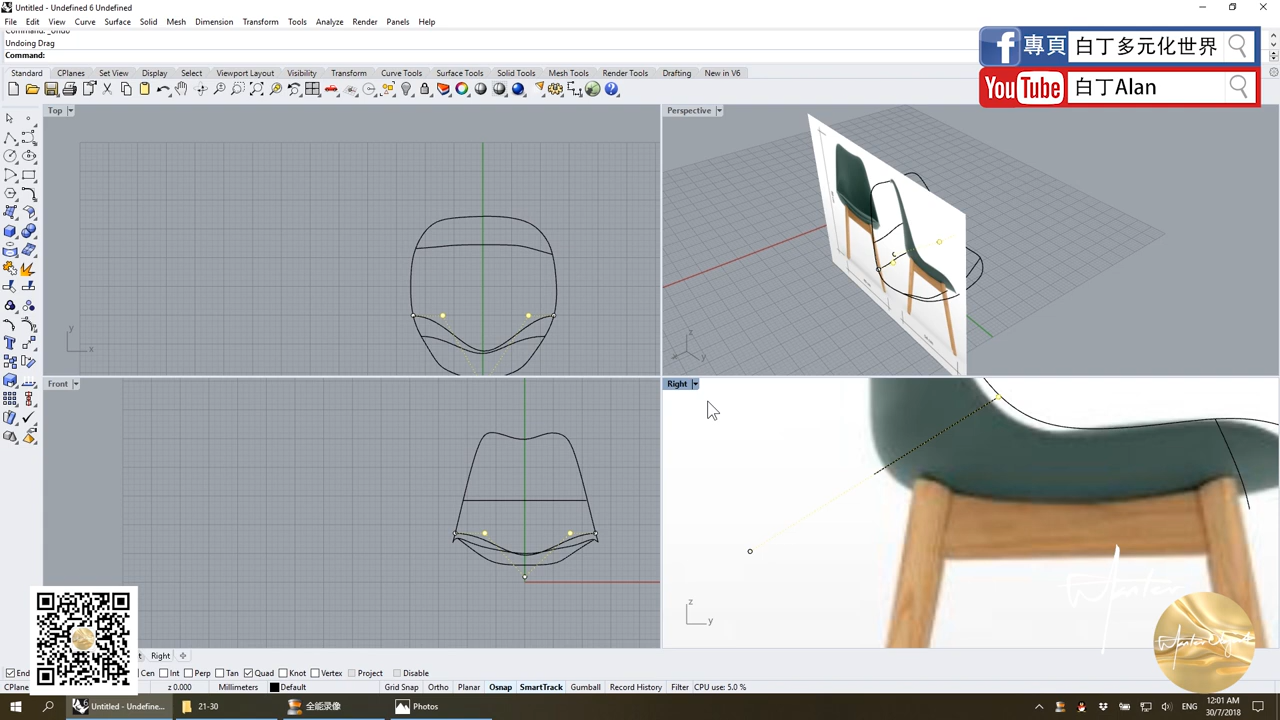 Untitled - Undefined 6 Undefined
File Edit View Curve Surface Solid Mesh Dimension Transform Tools Analyze Render Panels Help
Command: _Undo
Undoing Drag
Command:
專頁 白丁多元化世界
YouTube 白丁Alan
Standard CPlanes Set View Display Select Viewport Layout Visibility Transform Curve Tools Surface Tools Solid Tools Mesh Tools Render Tools Drafting New in V6
Top
Perspective
y
x
z
y
Front
Right
z
y
Right
End Cen Int Perp Tan Quad Knot Vertex Project Disable
CPlane z 0.000 Millimeters Default Grid Snap Ortho Planar Osnap SmartTrack Gumball Record History Filter CPU use: 5.0 %
Untitled - Undefine... 21-30 全能录像 Photos ENG 12:01 AM
30/7/2018